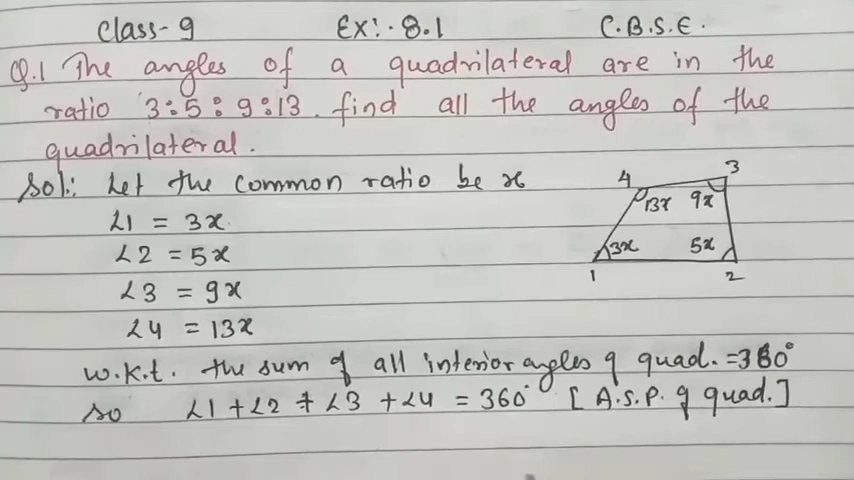 Class-9 Ex:-8.1 C.B.S.E.
Q.1 The angles of a quadrilateral are in the
ratio 3:5:9:13. find all the angles of the
quadrilateral.
Sol: Let the common ratio be x
∠1 = 3x
∠2 = 5x
∠3 = 9x
∠4 = 13x
4 3
13x 9x
3x 5x
1 2
w.k.t. the sum of all interior angles of quad. = 360°
so ∠1+∠2+∠3+∠4 = 360° [A.S.P. of quad.]